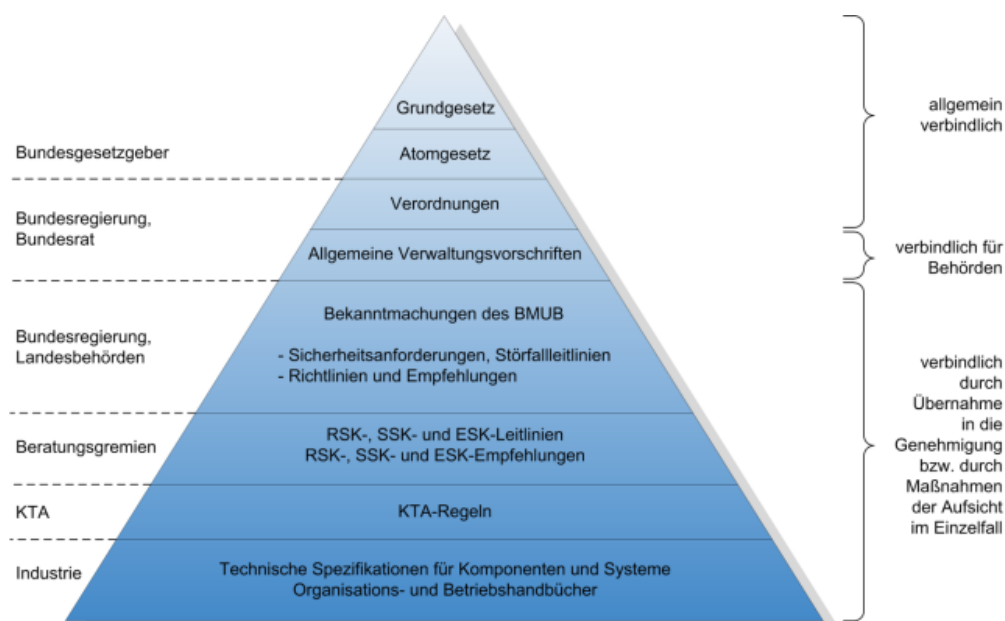 Grundgesetz
allgemein
verbindlich
Bundesgesetzgeber
Atomgesetz
Bundesregierung,
Bundesrat
Verordnungen
Allgemeine Verwaltungsvorschriften
verbindlich für
Behörden
Bundesregierung,
Landesbehörden
Bekanntmachungen des BMUB
- Sicherheitsanforderungen, Störfallleitlinien
- Richtlinien und Empfehlungen
verbindlich
durch
Übernahme
in die
Genehmigung
bzw. durch
Maßnahmen
der Aufsicht
im Einzelfall
Beratungsgremien
RSK-, SSK- und ESK-Leitlinien
RSK-, SSK- und ESK-Empfehlungen
KTA
KTA-Regeln
Industrie
Technische Spezifikationen für Komponenten und Systeme
Organisations- und Betriebshandbücher